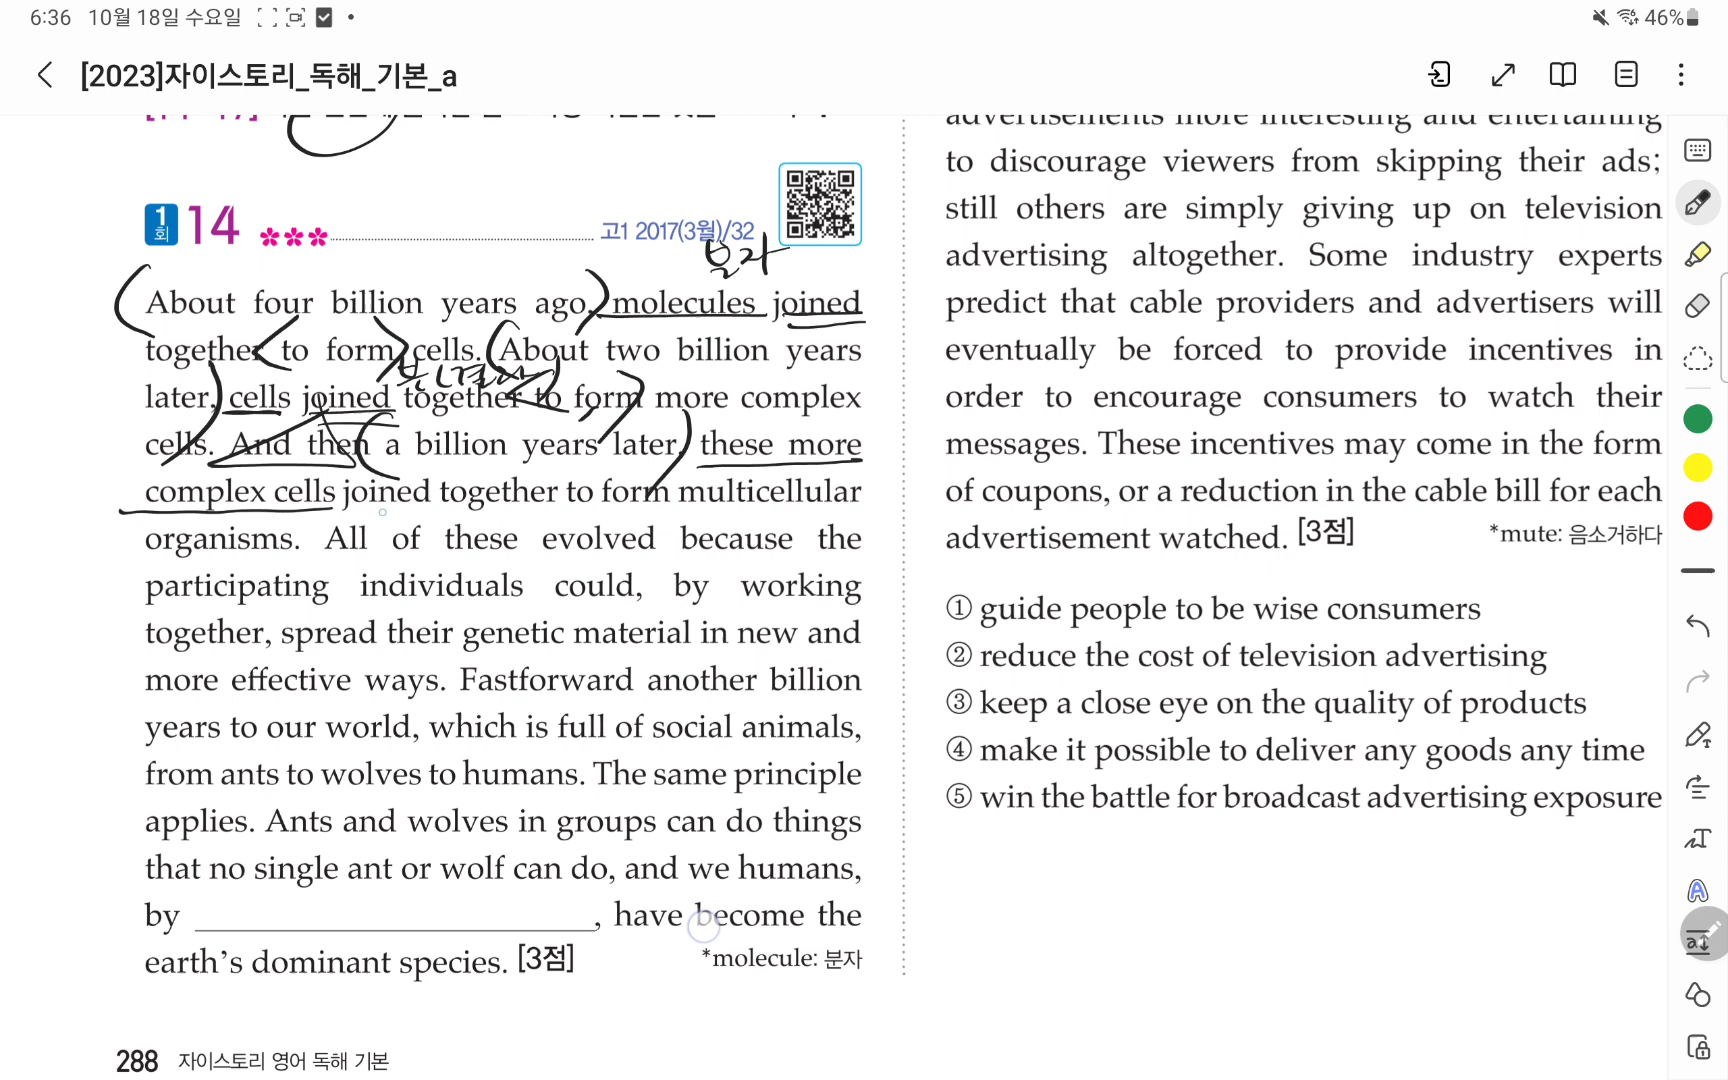 6:36 10월 18일 수요일
46%
[2023]자이스토리_독해_기본_a
1회 14
고1 2017(3월)/32
분자
About four billion years ago, molecules joined
together to form cells. About two billion years
later, cells joined together to form more complex
cells. And then a billion years later, these more
complex cells joined together to form multicellular
organisms. All of these evolved because the
participating individuals could, by working
together, spread their genetic material in new and
more effective ways. Fastforward another billion
years to our world, which is full of social animals,
from ants to wolves to humans. The same principle
applies. Ants and wolves in groups can do things
that no single ant or wolf can do, and we humans,
by ____________________, have become the
earth's dominant species. [3점]
*molecule: 분자
288 자이스토리 영어 독해 기본
advertisements more interesting and entertaining
to discourage viewers from skipping their ads;
still others are simply giving up on television
advertising altogether. Some industry experts
predict that cable providers and advertisers will
eventually be forced to provide incentives in
order to encourage consumers to watch their
messages. These incentives may come in the form
of coupons, or a reduction in the cable bill for each
advertisement watched. [3점]
*mute: 음소거하다
① guide people to be wise consumers
② reduce the cost of television advertising
③ keep a close eye on the quality of products
④ make it possible to deliver any goods any time
⑤ win the battle for broadcast advertising exposure